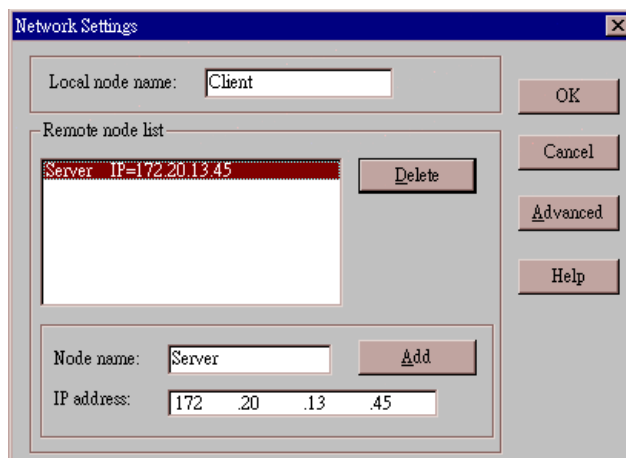 Network Settings
Local node name: Client
OK
Remote node list
Cancel
Server IP=172.20.13.45
Delete
Advanced
Help
Node name: Server
Add
IP address: 172 .20 .13 .45